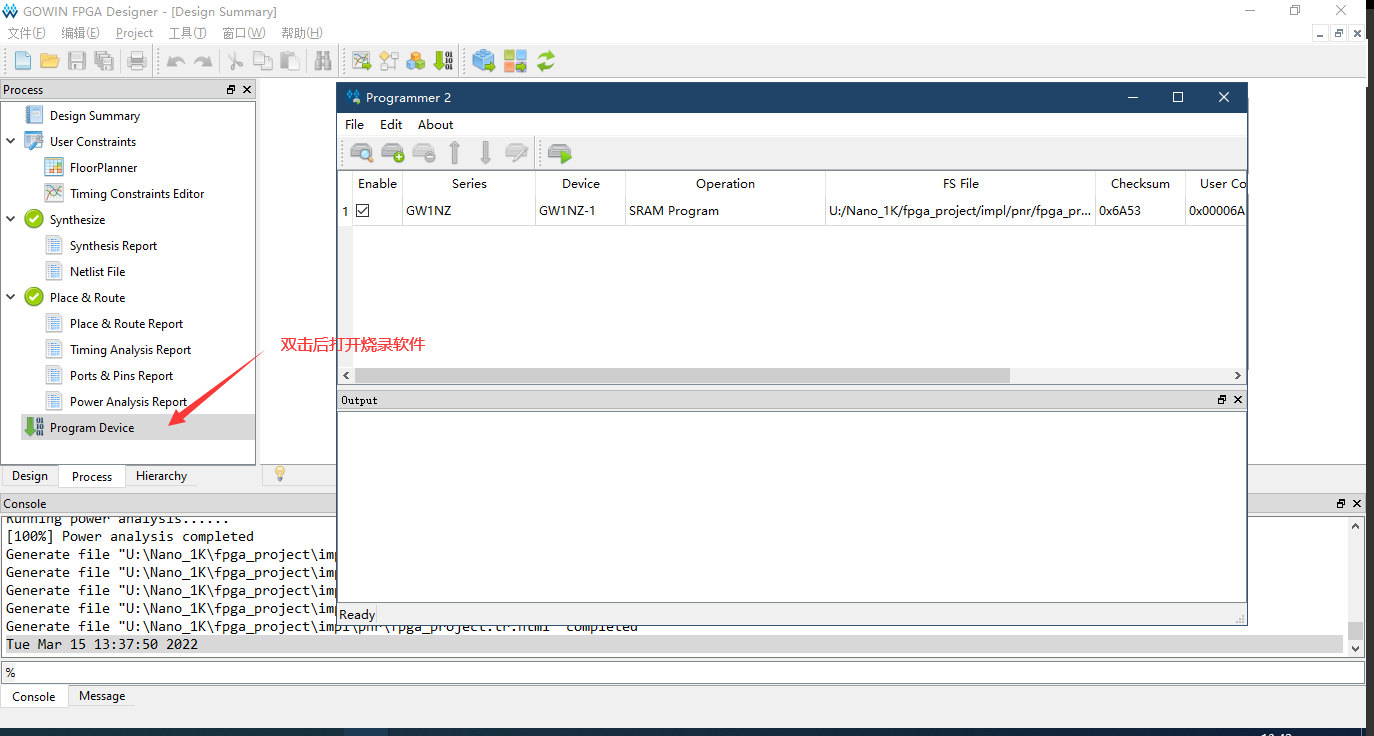 GOWIN FPGA Designer - [Design Summary]
文件(F) 编辑(E) Project 工具(T) 窗口(W) 帮助(H)
Process
Design Summary
User Constraints
FloorPlanner
Timing Constraints Editor
Synthesize
Synthesis Report
Netlist File
Place & Route
Place & Route Report
Timing Analysis Report
Ports & Pins Report
Power Analysis Report
Program Device
Design Process Hierarchy
双击后打开烧录软件
Programmer 2
File Edit About
Enable Series Device Operation FS File Checksum User Co
1 GW1NZ GW1NZ-1 SRAM Program U:/Nano_1K/fpga_project/impl/pnr/fpga_pr... 0x6A53 0x00006A
Output
Ready
Console
Running power analysis......
[100%] Power analysis completed
Generate file "U:\Nano_1K\fpga_project\imp
Generate file "U:\Nano_1K\fpga_project\imp
Generate file "U:\Nano_1K\fpga_project\imp
Generate file "U:\Nano_1K\fpga_project\imp
Generate file "U:\Nano_1K\fpga_project\impl\pnr\fpga_project.tr.html" completed
Tue Mar 15 13:37:50 2022
%
Console Message